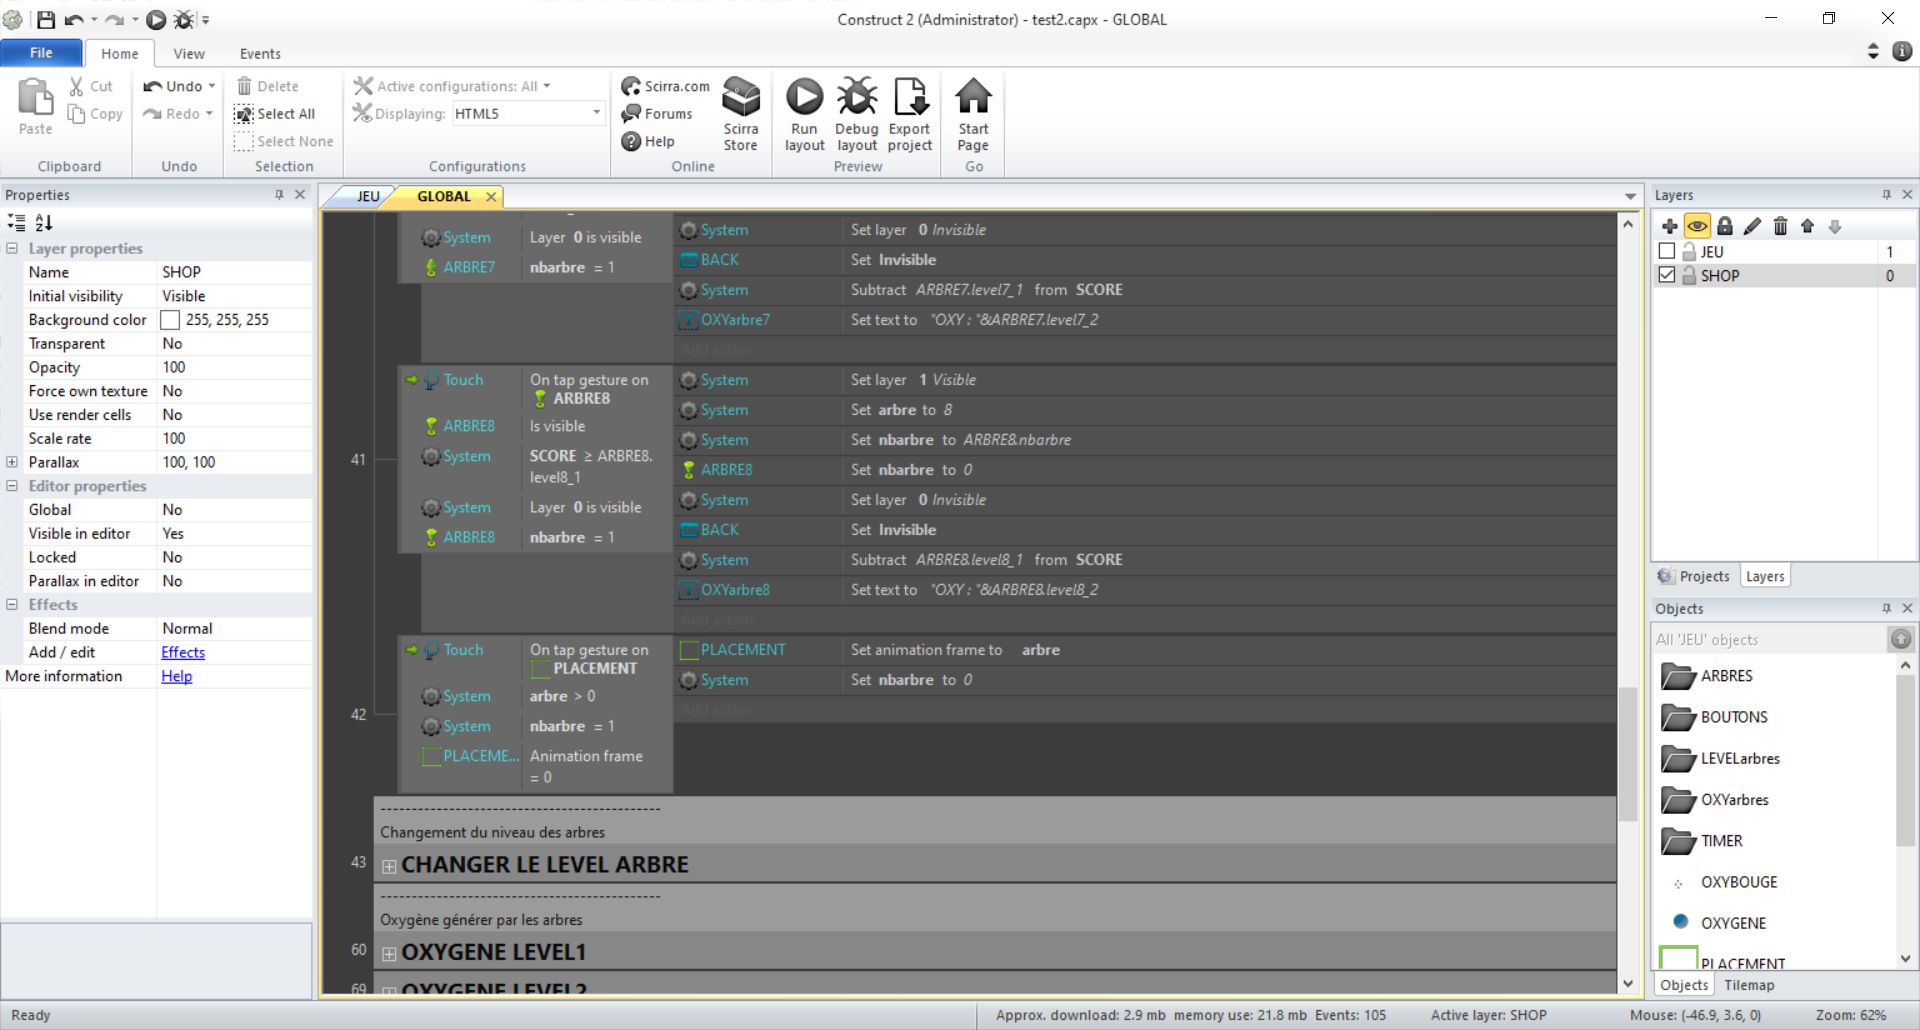 Construct 2 (Administrator) - test2.capx - GLOBAL
File Home View Events
Paste Cut Copy Clipboard
Undo Redo Undo
Delete Select All Select None Selection
Active configurations: All
Displaying: HTML5
Configurations
Scirra.com Forums Help Scirra Store Online
Run layout Debug layout Export project Preview
Start Page Go
Properties
Layer properties
Name SHOP
Initial visibility Visible
Background color 255, 255, 255
Transparent No
Opacity 100
Force own texture No
Use render cells No
Scale rate 100
Parallax 100, 100
Editor properties
Global No
Visible in editor Yes
Locked No
Parallax in editor No
Effects
Blend mode Normal
Add / edit Effects
More information Help
JEU GLOBAL
System Layer 0 is visible
ARBRE7 nbarbre = 1
System Set layer 0 Invisible
BACK Set Invisible
System Subtract ARBRE7.level7_1 from SCORE
OXYarbre7 Set text to "OXY : "&ARBRE7.level7_2
Add action
41
Touch On tap gesture on ARBRE8
ARBRE8 Is visible
System SCORE ≥ ARBRE8.level8_1
System Layer 0 is visible
ARBRE8 nbarbre = 1
System Set layer 1 Visible
System Set arbre to 8
System Set nbarbre to ARBRE8.nbarbre
ARBRE8 Set nbarbre to 0
System Set layer 0 Invisible
BACK Set Invisible
System Subtract ARBRE8.level8_1 from SCORE
OXYarbre8 Set text to "OXY : "&ARBRE8.level8_2
Add action
42
Touch On tap gesture on PLACEMENT
System arbre > 0
System nbarbre = 1
PLACEME... Animation frame = 0
PLACEMENT Set animation frame to arbre
System Set nbarbre to 0
Add action
---------------------------------------------
Changement du niveau des arbres
43 CHANGER LE LEVEL ARBRE
---------------------------------------------
Oxygène générer par les arbres
60 OXYGENE LEVEL1
69 OXYGENE LEVEL2
Layers
JEU 1
SHOP 0
Projects Layers
Objects
All 'JEU' objects
ARBRES
BOUTONS
LEVELarbres
OXYarbres
TIMER
OXYBOUGE
OXYGENE
PLACEMENT
Objects Tilemap
Ready Approx. download: 2.9 mb memory use: 21.8 mb Events: 105 Active layer: SHOP Mouse: (-46.9, 3.6, 0) Zoom: 62%